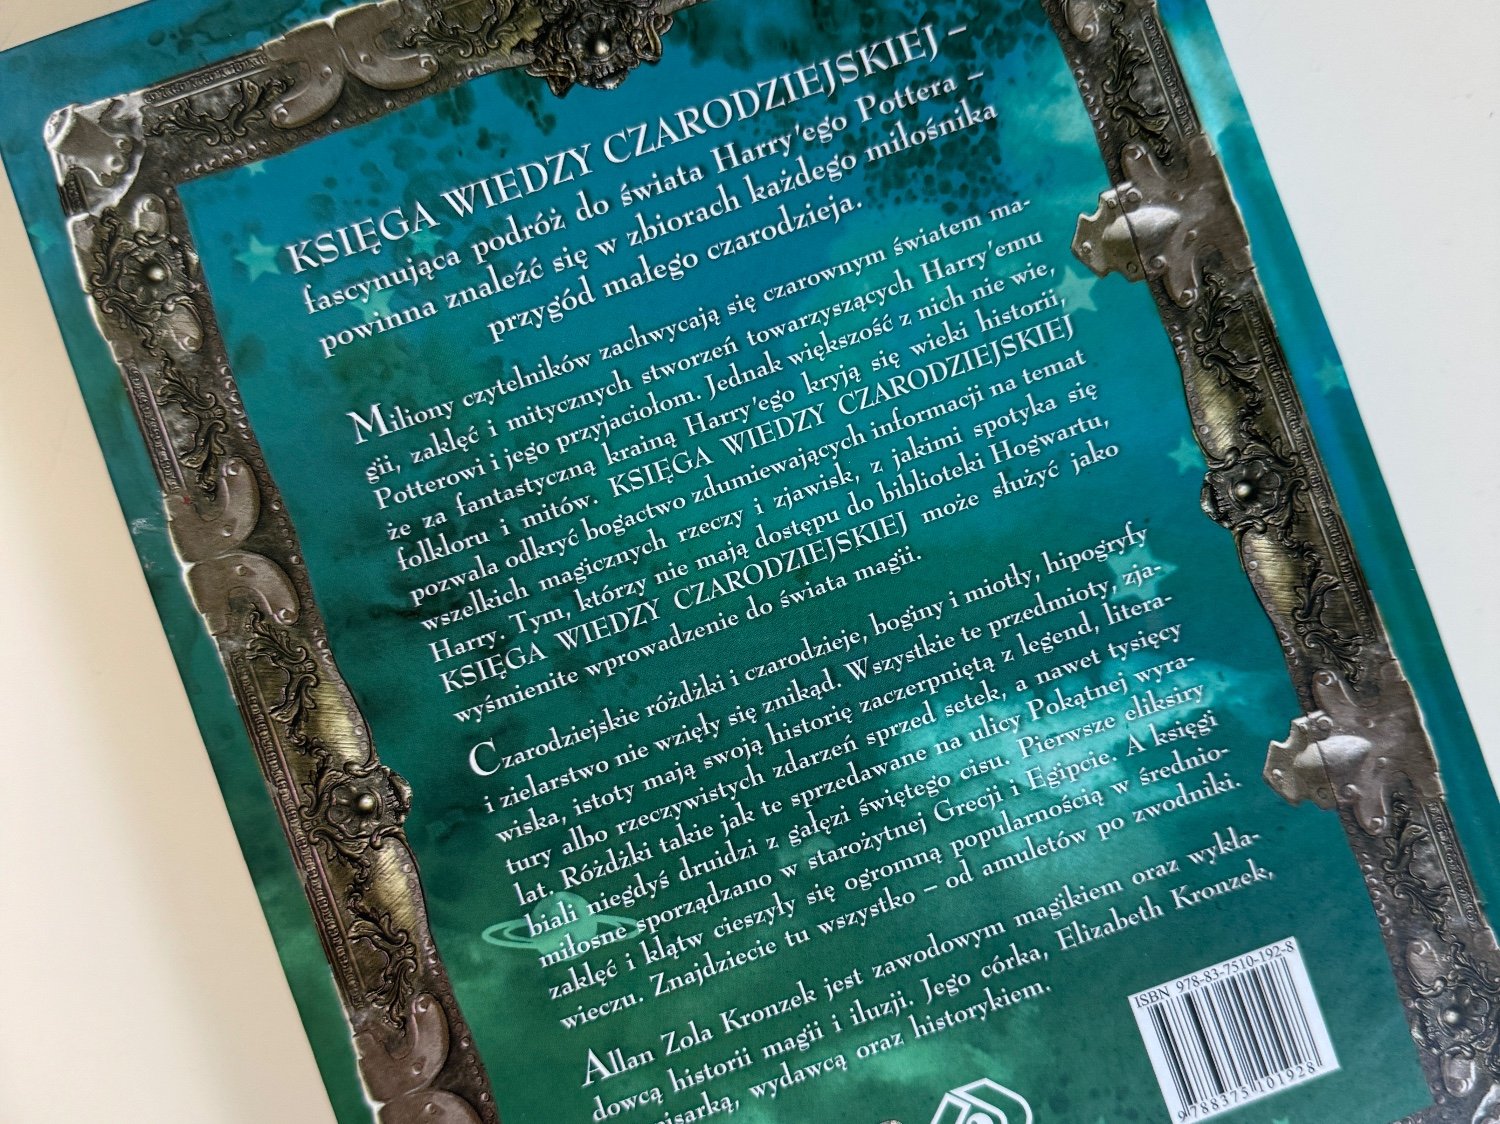 KSIĘGA WIEDZY CZARODZIEJSKIEJ –
fascynująca podróż do świata Harry'ego Pottera –
powinna znaleźć się w zbiorach każdego miłośnika
przygód małego czarodzieja.
Miliony czytelników zachwycają się czarownym światem ma-
gii, zaklęć i mitycznych stworzeń towarzyszących Harry'emu
Potterowi i jego przyjaciołom. Jednak większość z nich nie wie,
że za fantastyczną krainą Harry'ego kryją się wieki historii,
folkloru i mitów. KSIĘGA WIEDZY CZARODZIEJSKIEJ
pozwala odkryć bogactwo zdumiewających informacji na temat
wszelkich magicznych rzeczy i zjawisk, z jakimi spotyka się
Harry. Tym, którzy nie mają dostępu do biblioteki Hogwartu,
KSIĘGA WIEDZY CZARODZIEJSKIEJ może służyć jako
wyśmienite wprowadzenie do świata magii.
Czarodziejskie różdżki i czarodzieje, boginy i miotły, hipogryfy
i zielarstwo nie wzięły się znikąd. Wszystkie te przedmioty, zja-
wiska, istoty mają swoją historię zaczerpniętą z legend, litera-
tury albo rzeczywistych zdarzeń sprzed setek, a nawet tysięcy
lat. Różdżki takie jak te sprzedawane na ulicy Pokątnej wyra-
biali niegdyś druidzi z gałęzi świętego cisu. Pierwsze eliksiry
miłosne sporządzano w starożytnej Grecji i Egipcie. A księgi
zaklęć i klątw cieszyły się ogromną popularnością w średnio-
wieczu. Znajdziecie tu wszystko – od amuletów po zwodniki.
Allan Zola Kronzek jest zawodowym magikiem oraz wykła-
dowcą historii magii i iluzji. Jego córka, Elizabeth Kronzek,
pisarką, wydawcą oraz historykiem.
ISBN 978-83-7510-192-8
9788375101928